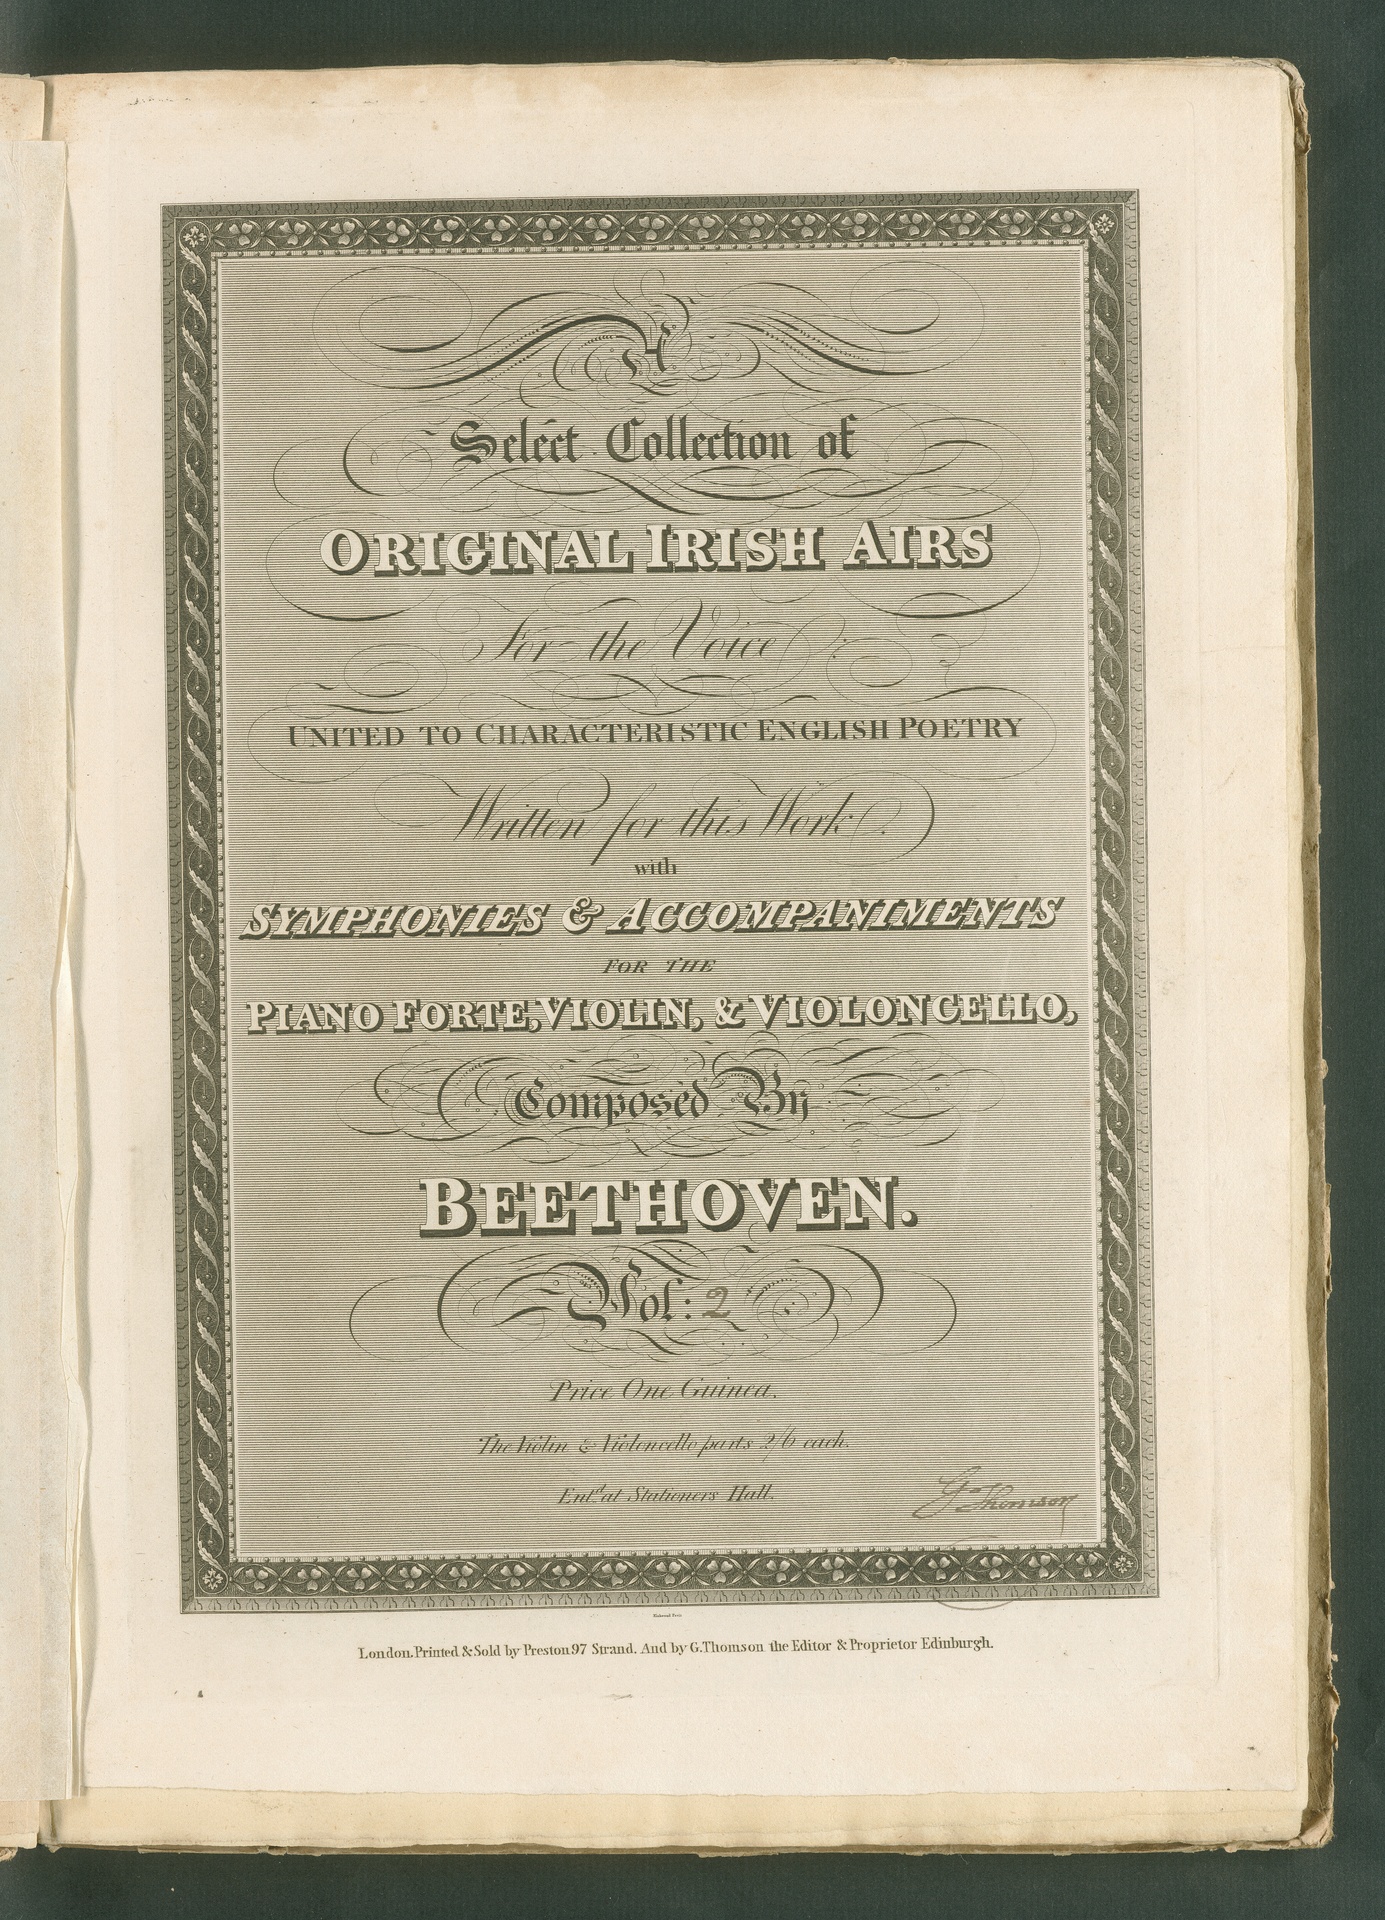 A
Select Collection of
ORIGINAL IRISH AIRS
For the Voice
UNITED TO CHARACTERISTIC ENGLISH POETRY
Written for this Work
with
SYMPHONIES & ACCOMPANIMENTS
FOR THE
PIANO FORTE, VIOLIN, & VIOLONCELLO,
Composed By
BEETHOVEN.
Vol: 2
Price One Guinea.
The Violin & Violoncello parts 2/6 each.
Entd. at Stationers Hall.
G Thomson
London. Printed & Sold by Preston 97 Strand. And by G. Thomson the Editor & Proprietor Edinburgh.